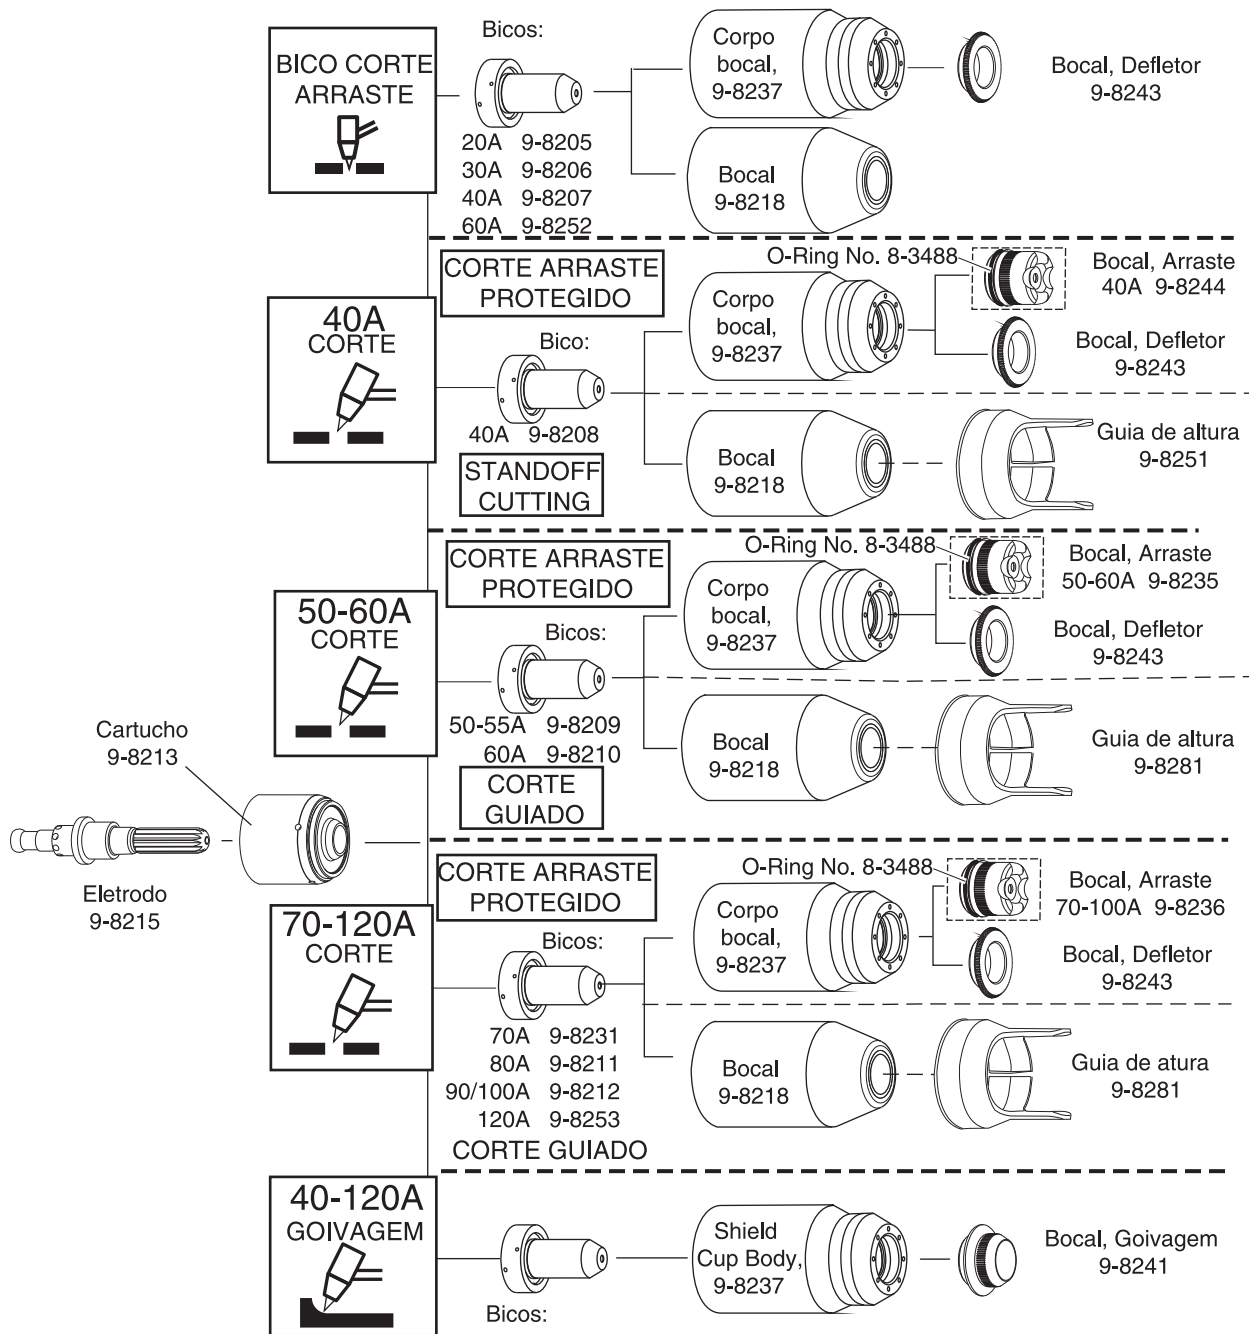 BICO CORTE
ARRASTE
Bicos:
20A 9-8205
30A 9-8206
40A 9-8207
60A 9-8252
Corpo
bocal,
9-8237
Bocal, Defletor
9-8243
Bocal
9-8218
CORTE ARRASTE
PROTEGIDO
O-Ring No. 8-3488
Bocal, Arraste
40A 9-8244
40A
CORTE
Bico:
40A 9-8208
Corpo
bocal,
9-8237
Bocal, Defletor
9-8243
STANDOFF
CUTTING
Bocal
9-8218
Guia de altura
9-8251
CORTE ARRASTE
PROTEGIDO
O-Ring No. 8-3488
Bocal, Arraste
50-60A 9-8235
50-60A
CORTE
Bicos:
50-55A 9-8209
60A 9-8210
Corpo
bocal,
9-8237
Bocal, Defletor
9-8243
CORTE
GUIADO
Bocal
9-8218
Guia de altura
9-8281
Cartucho
9-8213
Eletrodo
9-8215
CORTE ARRASTE
PROTEGIDO
O-Ring No. 8-3488
Bocal, Arraste
70-100A 9-8236
70-120A
CORTE
Bicos:
70A 9-8231
80A 9-8211
90/100A 9-8212
120A 9-8253
Corpo
bocal,
9-8237
Bocal, Defletor
9-8243
Bocal
9-8218
Guia de atura
9-8281
CORTE GUIADO
40-120A
GOIVAGEM
Bicos:
Shield
Cup Body,
9-8237
Bocal, Goivagem
9-8241